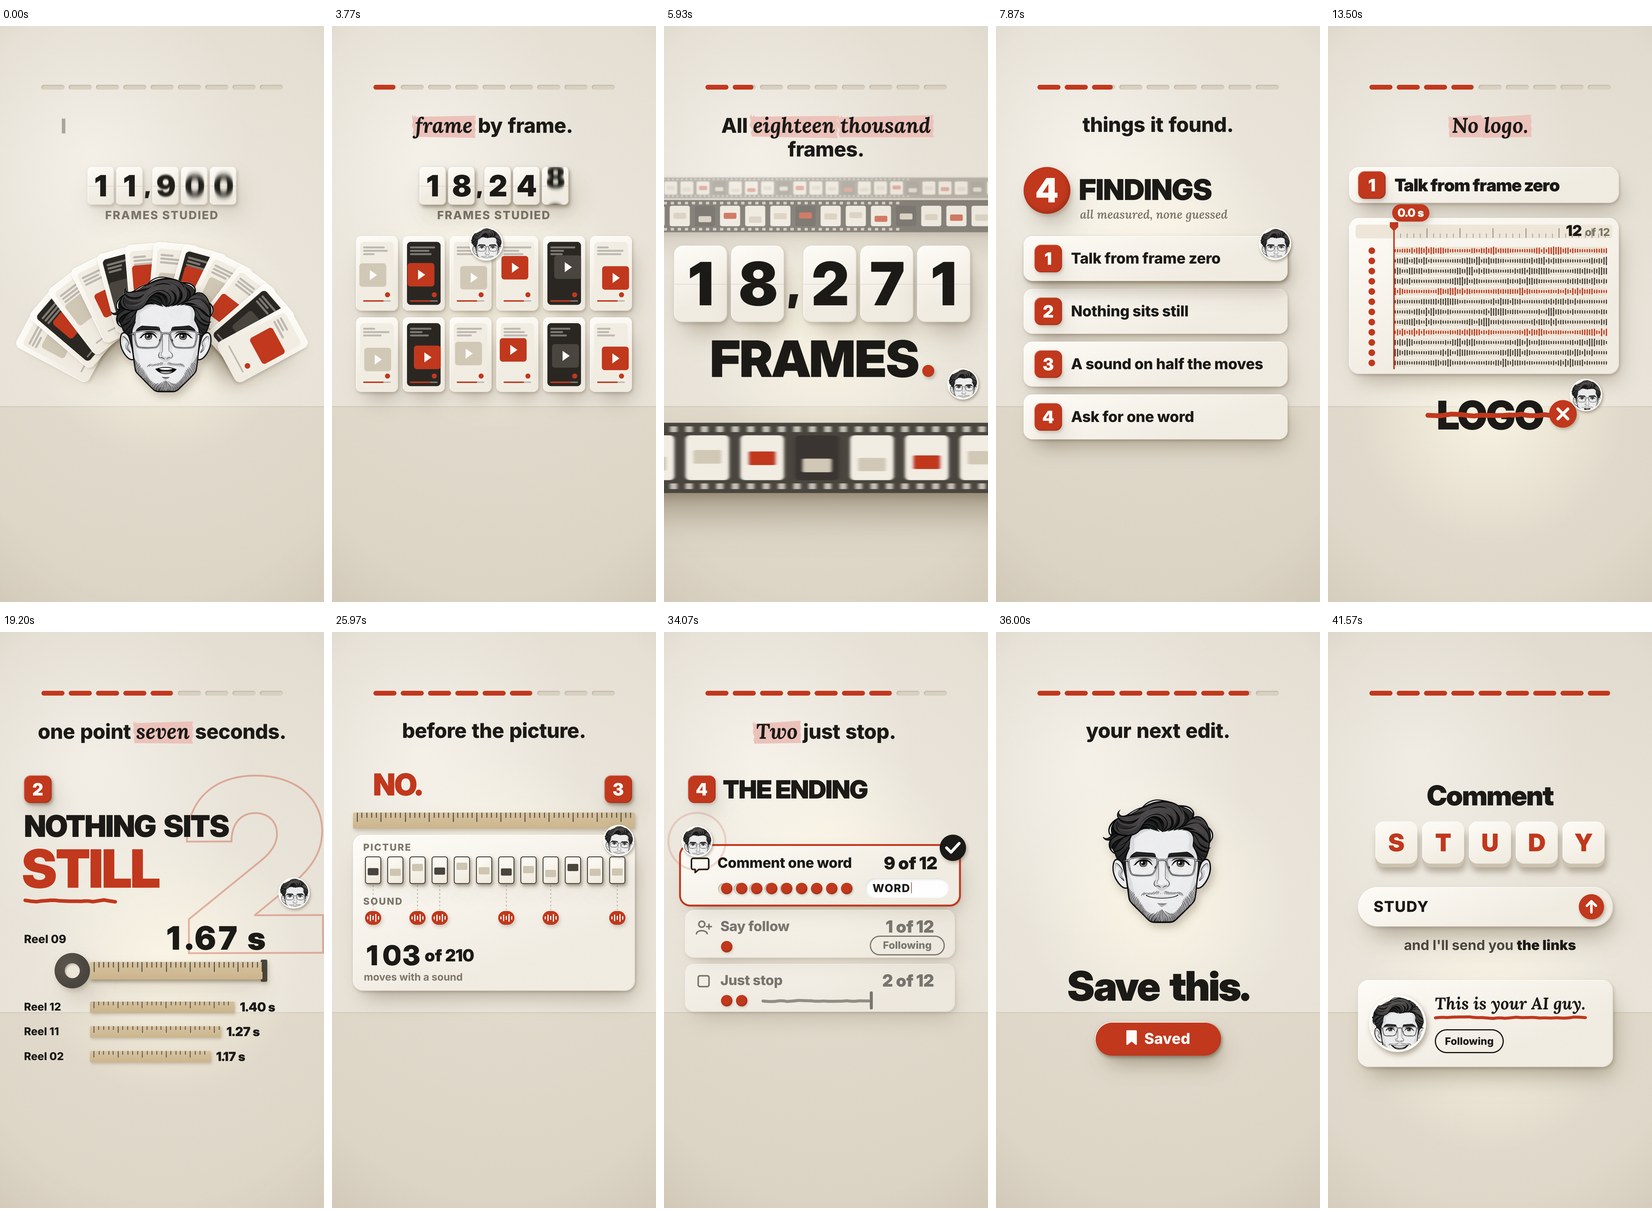 0.00s
11,900
FRAMES STUDIED
3.77s
frame by frame.
18,248
FRAMES STUDIED
5.93s
All eighteen thousand
frames.
18,271
FRAMES.
7.87s
things it found.
4 FINDINGS
all measured, none guessed
1 Talk from frame zero
2 Nothing sits still
3 A sound on half the moves
4 Ask for one word
13.50s
No logo.
1 Talk from frame zero
0.0 s
12 of 12
LOGO
19.20s
one point seven seconds.
2
2
NOTHING SITS
STILL
Reel 09 1.67 s
Reel 12 1.40 s
Reel 11 1.27 s
Reel 02 1.17 s
25.97s
before the picture.
NO. 3
PICTURE
SOUND
103 of 210
moves with a sound
34.07s
Two just stop.
4 THE ENDING
Comment one word 9 of 12
WORD
Say follow 1 of 12
Following
Just stop 2 of 12
36.00s
your next edit.
Save this.
Saved
41.57s
Comment
STUDY
STUDY
and I'll send you the links
This is your AI guy.
Following